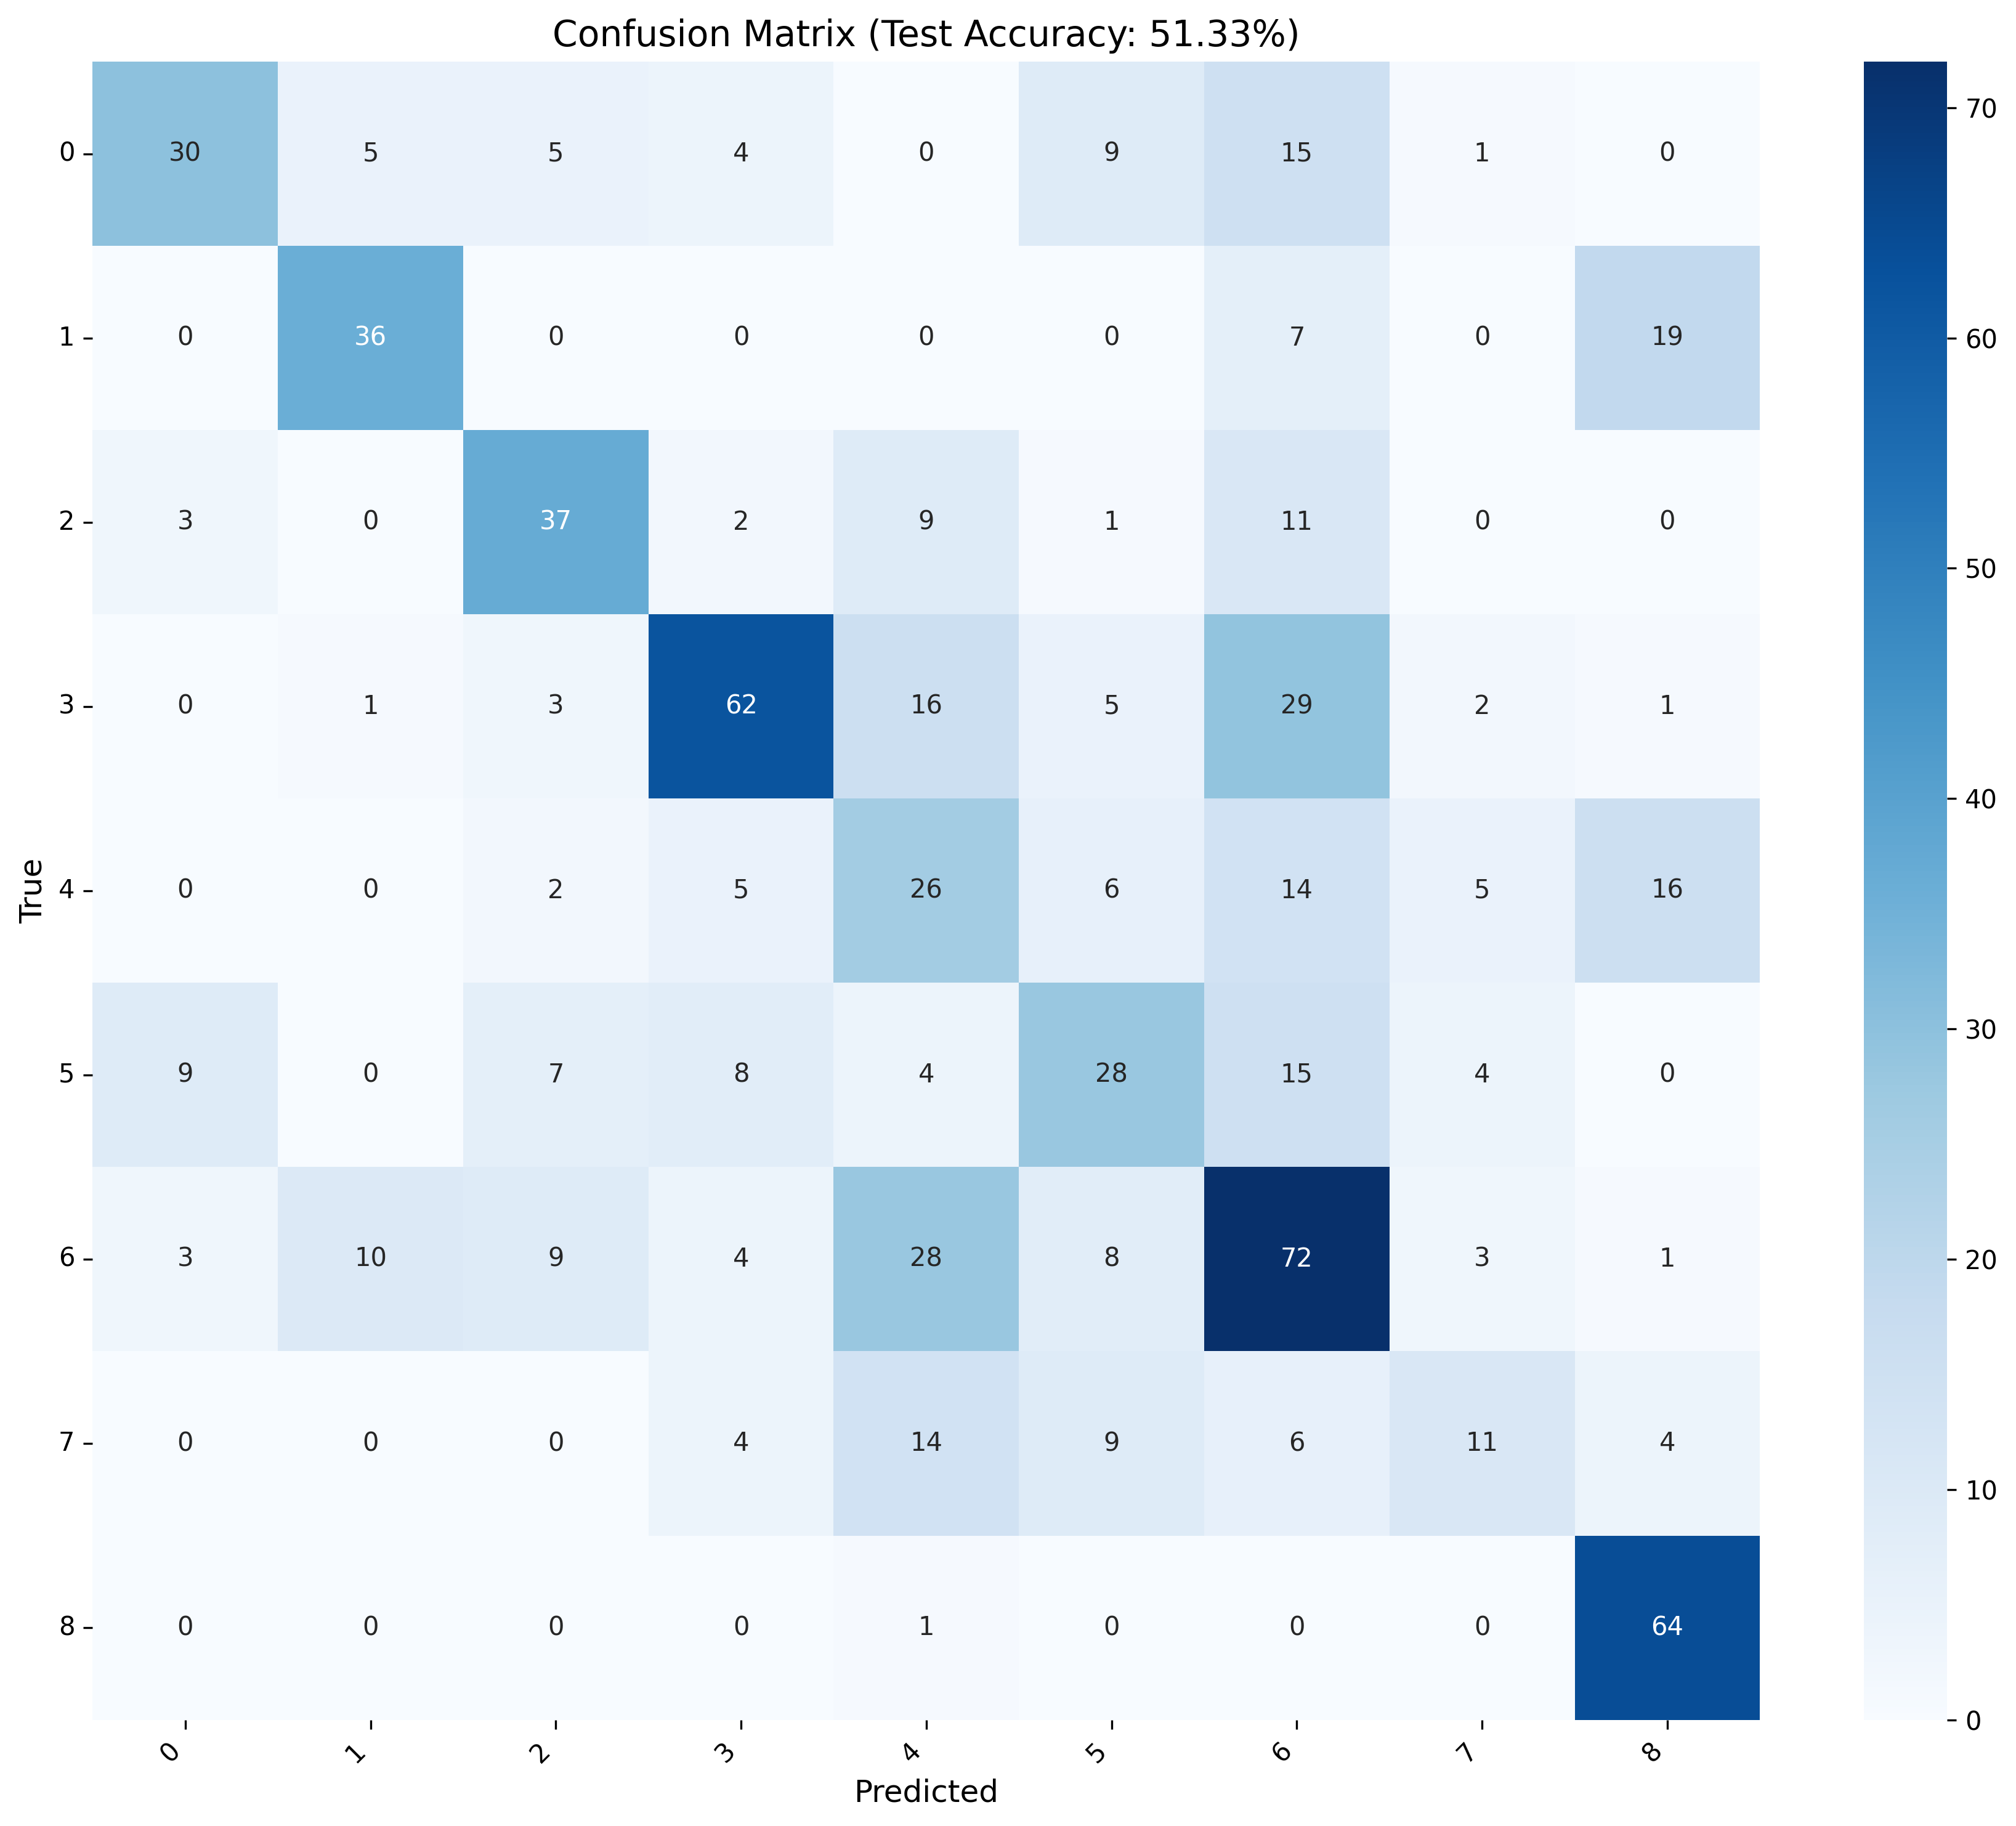 Confusion Matrix (Test Accuracy: 51.33%)
0 30 5 5 4 0 9 15 1 0
1 0 36 0 0 0 0 7 0 19
2 3 0 37 2 9 1 11 0 0
3 0 1 3 62 16 5 29 2 1
4 0 0 2 5 26 6 14 5 16
5 9 0 7 8 4 28 15 4 0
6 3 10 9 4 28 8 72 3 1
7 0 0 0 4 14 9 6 11 4
8 0 0 0 0 1 0 0 0 64
0 1 2 3 4 5 6 7 8
Predicted
True
70
60
50
40
30
20
10
0